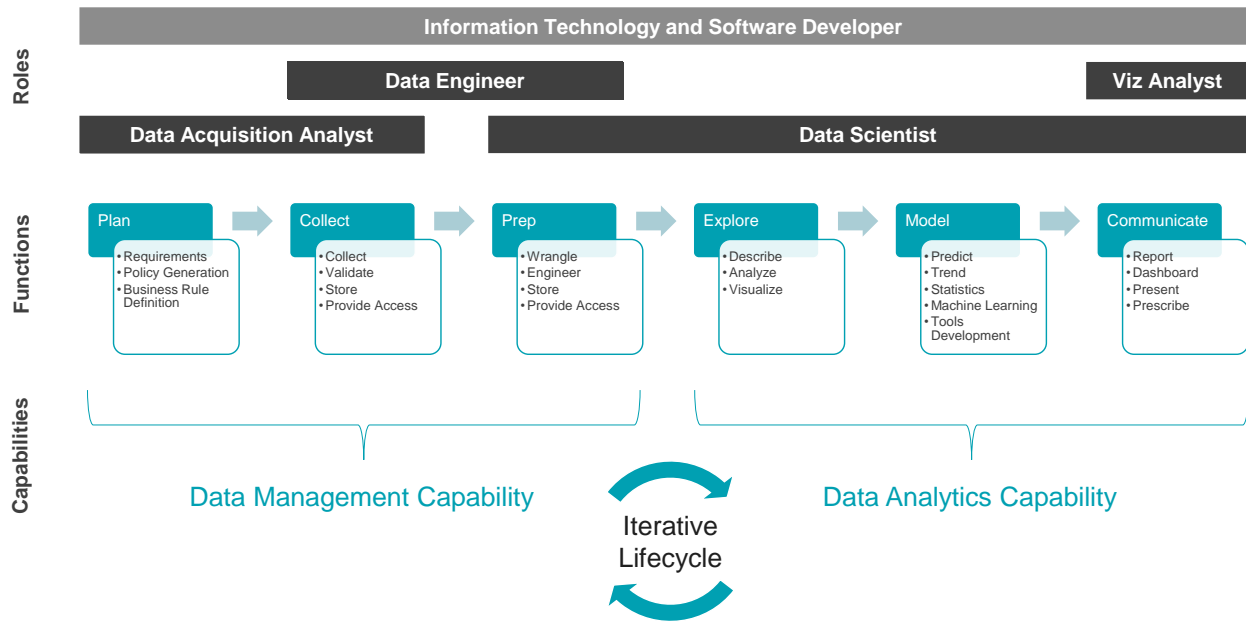 Roles
Information Technology and Software Developer
Data Engineer
Viz Analyst
Data Acquisition Analyst
Data Scientist
Functions
Plan
• Requirements
• Policy Generation
• Business Rule
Definition
Collect
• Collect
• Validate
• Store
• Provide Access
Prep
• Wrangle
• Engineer
• Store
• Provide Access
Explore
• Describe
• Analyze
• Visualize
Model
• Predict
• Trend
• Statistics
• Machine Learning
• Tools
Development
Communicate
• Report
• Dashboard
• Present
• Prescribe
Capabilities
Data Management Capability
Data Analytics Capability
Iterative
Lifecycle